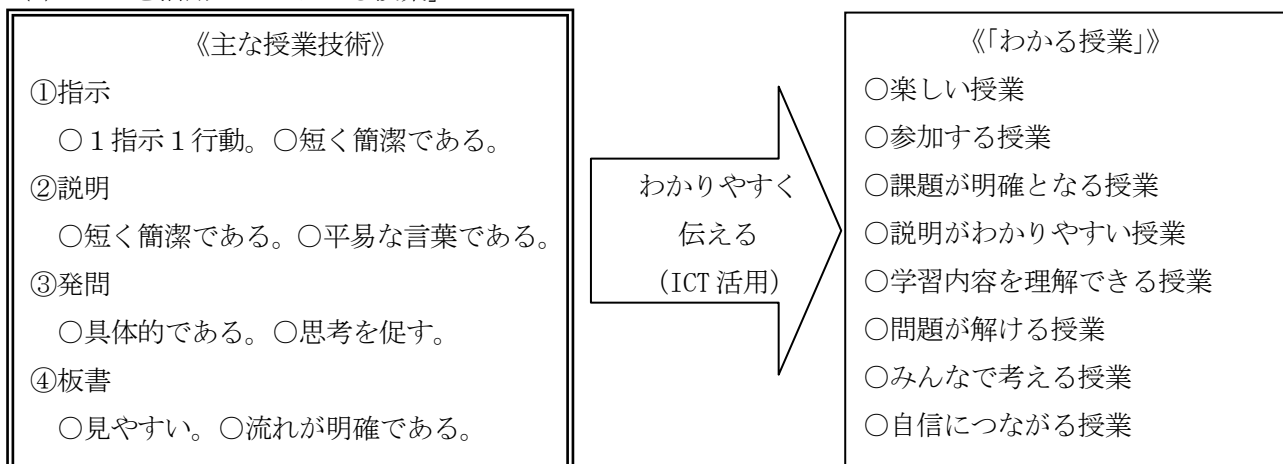 《主な授業技術》
①指示
○１指示１行動。○短く簡潔である。
②説明
○短く簡潔である。○平易な言葉である。
③発問
○具体的である。○思考を促す。
④板書
○見やすい。○流れが明確である。
わかりやすく
伝える
(ICT 活用)
《「わかる授業」》
○楽しい授業
○参加する授業
○課題が明確となる授業
○説明がわかりやすい授業
○学習内容を理解できる授業
○問題が解ける授業
○みんなで考える授業
○自信につながる授業